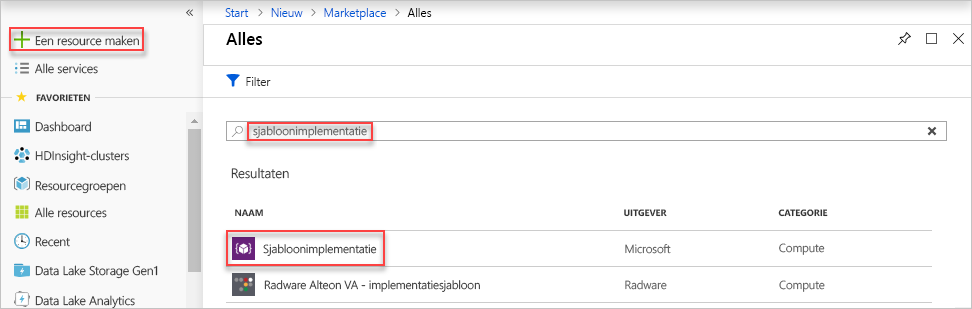 «
Een resource maken
Alle services
FAVORIETEN
Dashboard
HDInsight-clusters
Resourcegroepen
Alle resources
Recent
Data Lake Storage Gen1
Data Lake Analytics
Start > Nieuw > Marketplace > Alles
Alles
Filter
sjabloonimplementatie
Resultaten
NAAM UITGEVER CATEGORIE
Sjabloonimplementatie Microsoft Compute
Radware Alteon VA - implementatiesjabloon Radware Compute